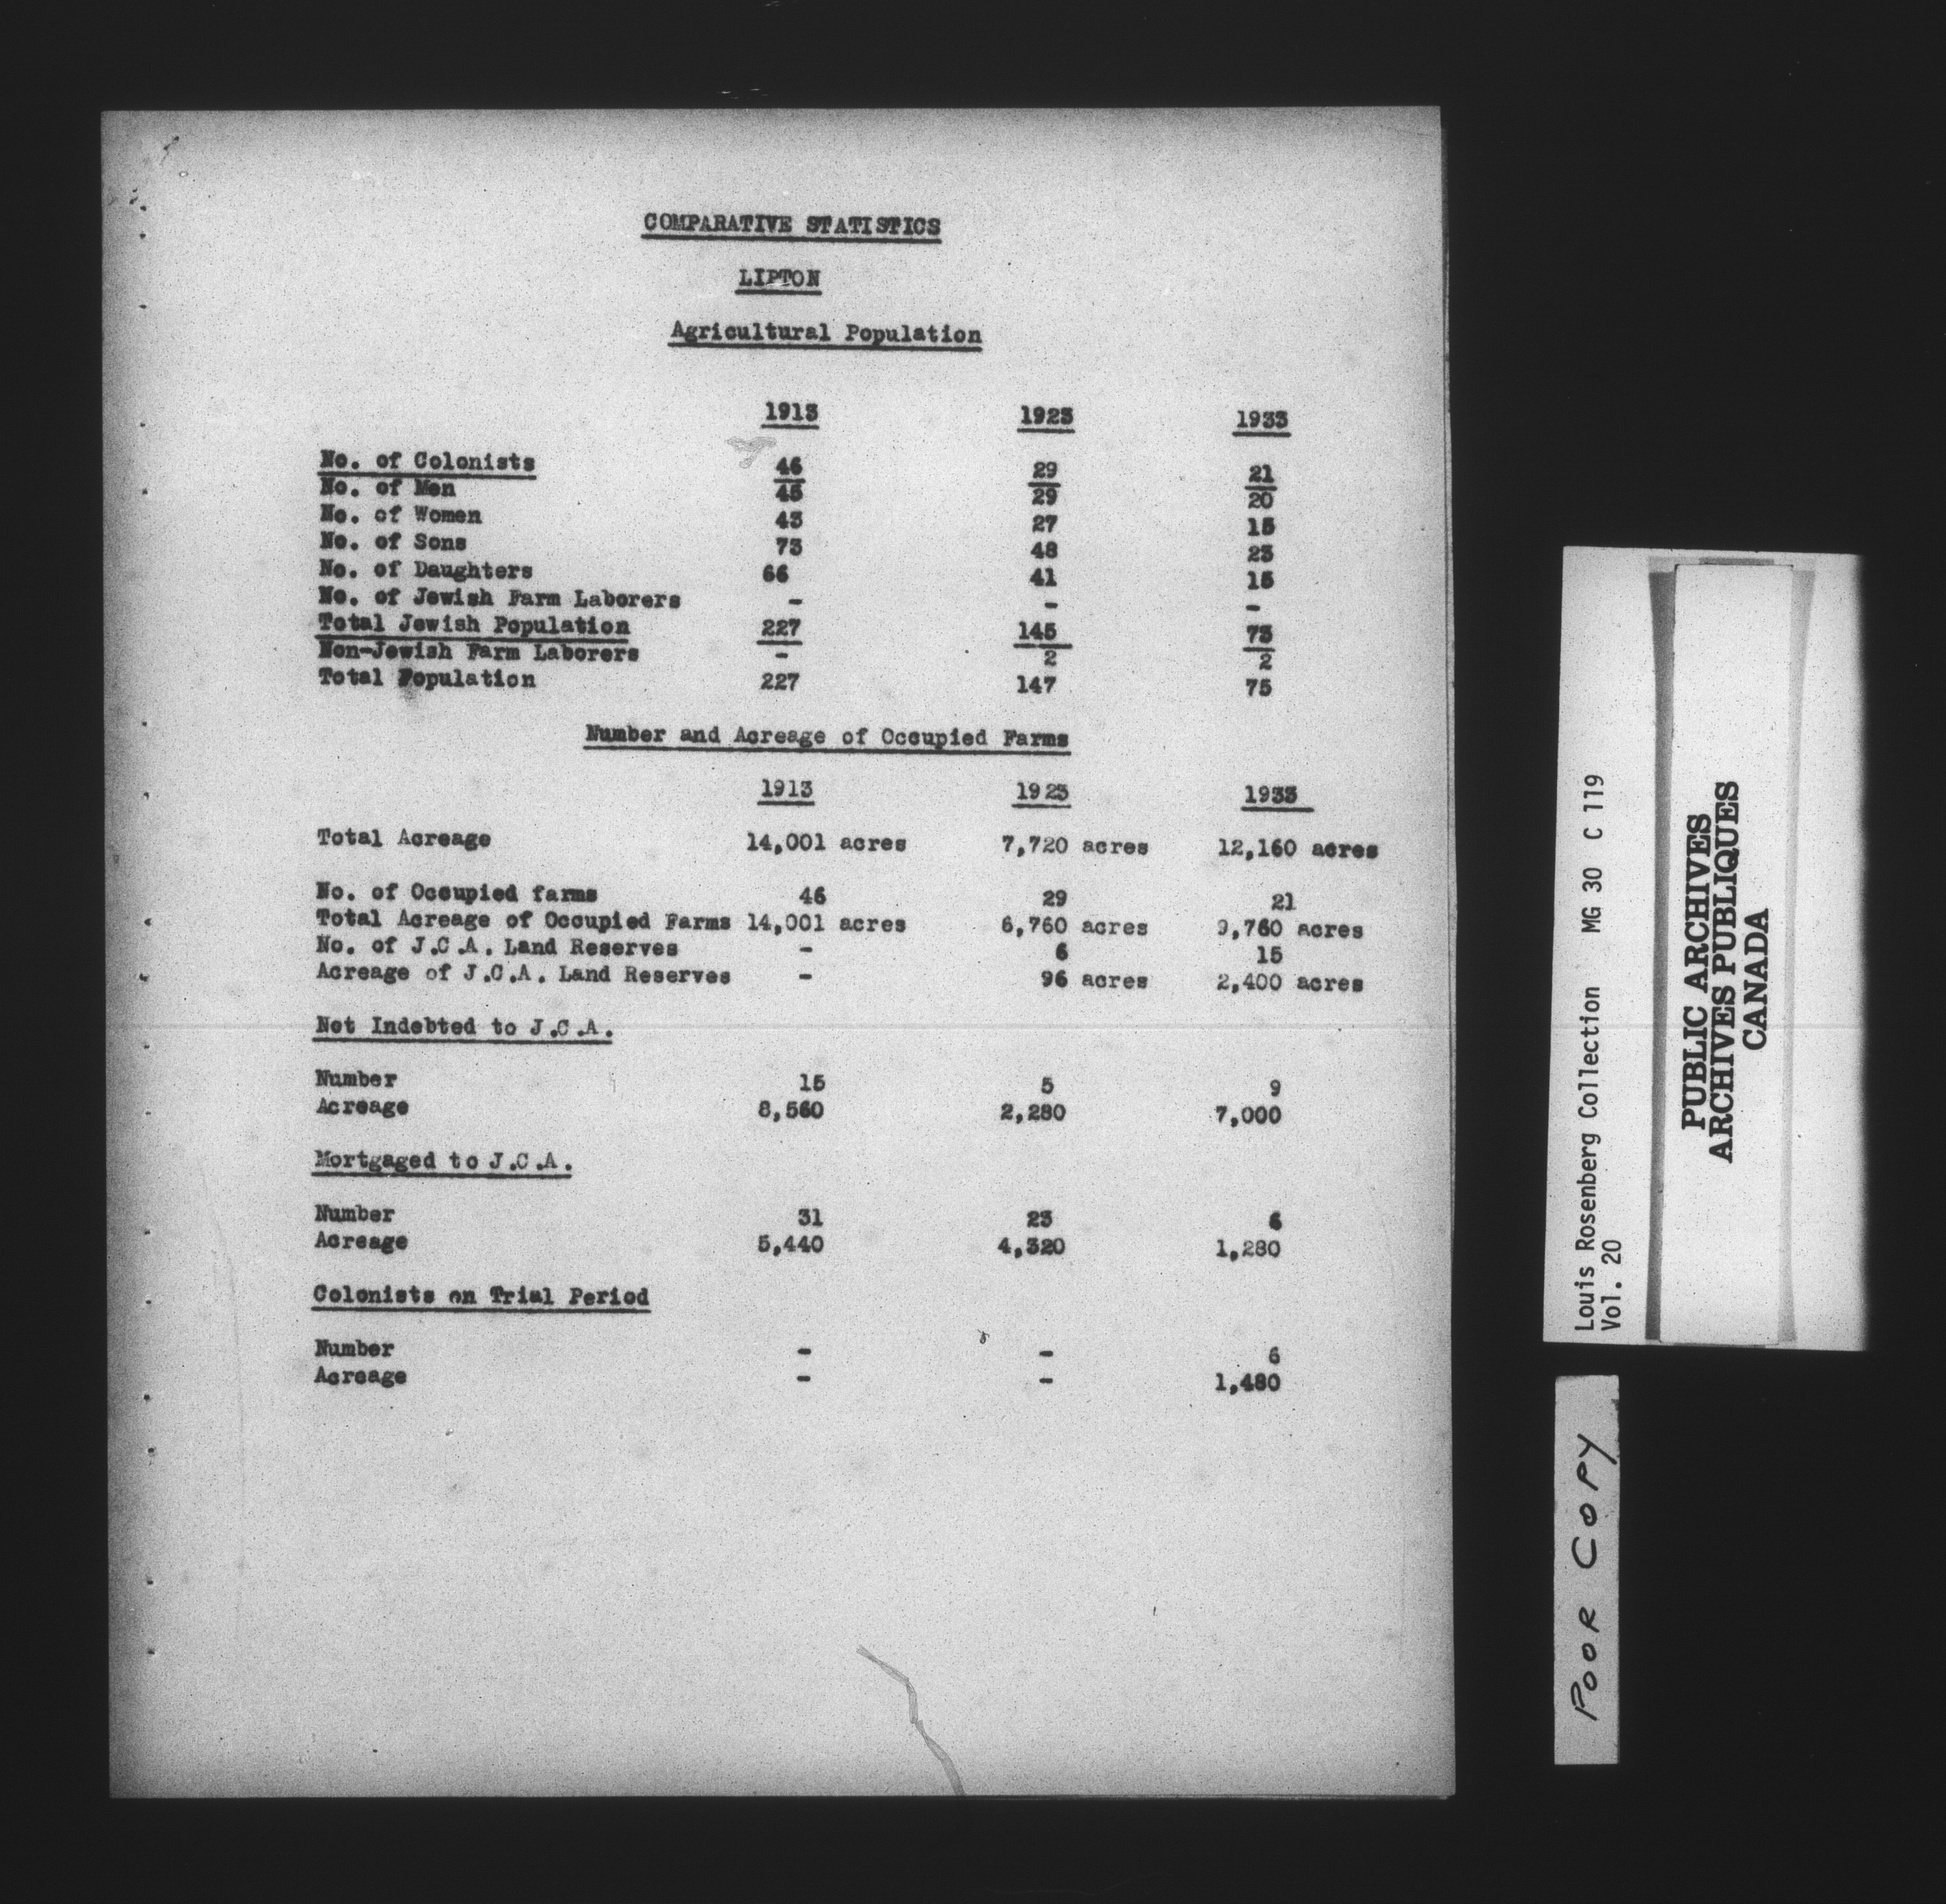 COMPARATIVE STATISTICS
LIPTON
Agricultural Population
1913 1923 1933
No. of Colonists 46 29 21
No. of Men 45 29 20
No. of Women 43 27 15
No. of Sons 73 48 23
No. of Daughters 66 41 15
No. of Jewish Farm Laborers - - -
Total Jewish Population 227 145 73
Non-Jewish Farm Laborers - 2 2
Total Population 227 147 75
Number and Acreage of Occupied Farms
1913 1923 1933
Total Acreage 14,001 acres 7,720 acres 12,160 acres
No. of Occupied farms 46 29 21
Total Acreage of Occupied Farms 14,001 acres 6,760 acres 9,760 acres
No. of J.C.A. Land Reserves - 6 15
Acreage of J.C.A. Land Reserves - 96 acres 2,400 acres
Not Indebted to J.C.A.
Number 15 5 9
Acreage 8,560 2,280 7,000
Mortgaged to J.C.A.
Number 31 23 6
Acreage 5,440 4,320 1,280
Colonists on Trial Period
Number - - 6
Acreage - - 1,480
Louis Rosenberg Collection MG 30 C 119
Vol. 20
PUBLIC ARCHIVES
ARCHIVES PUBLIQUES
CANADA
POOR COPY